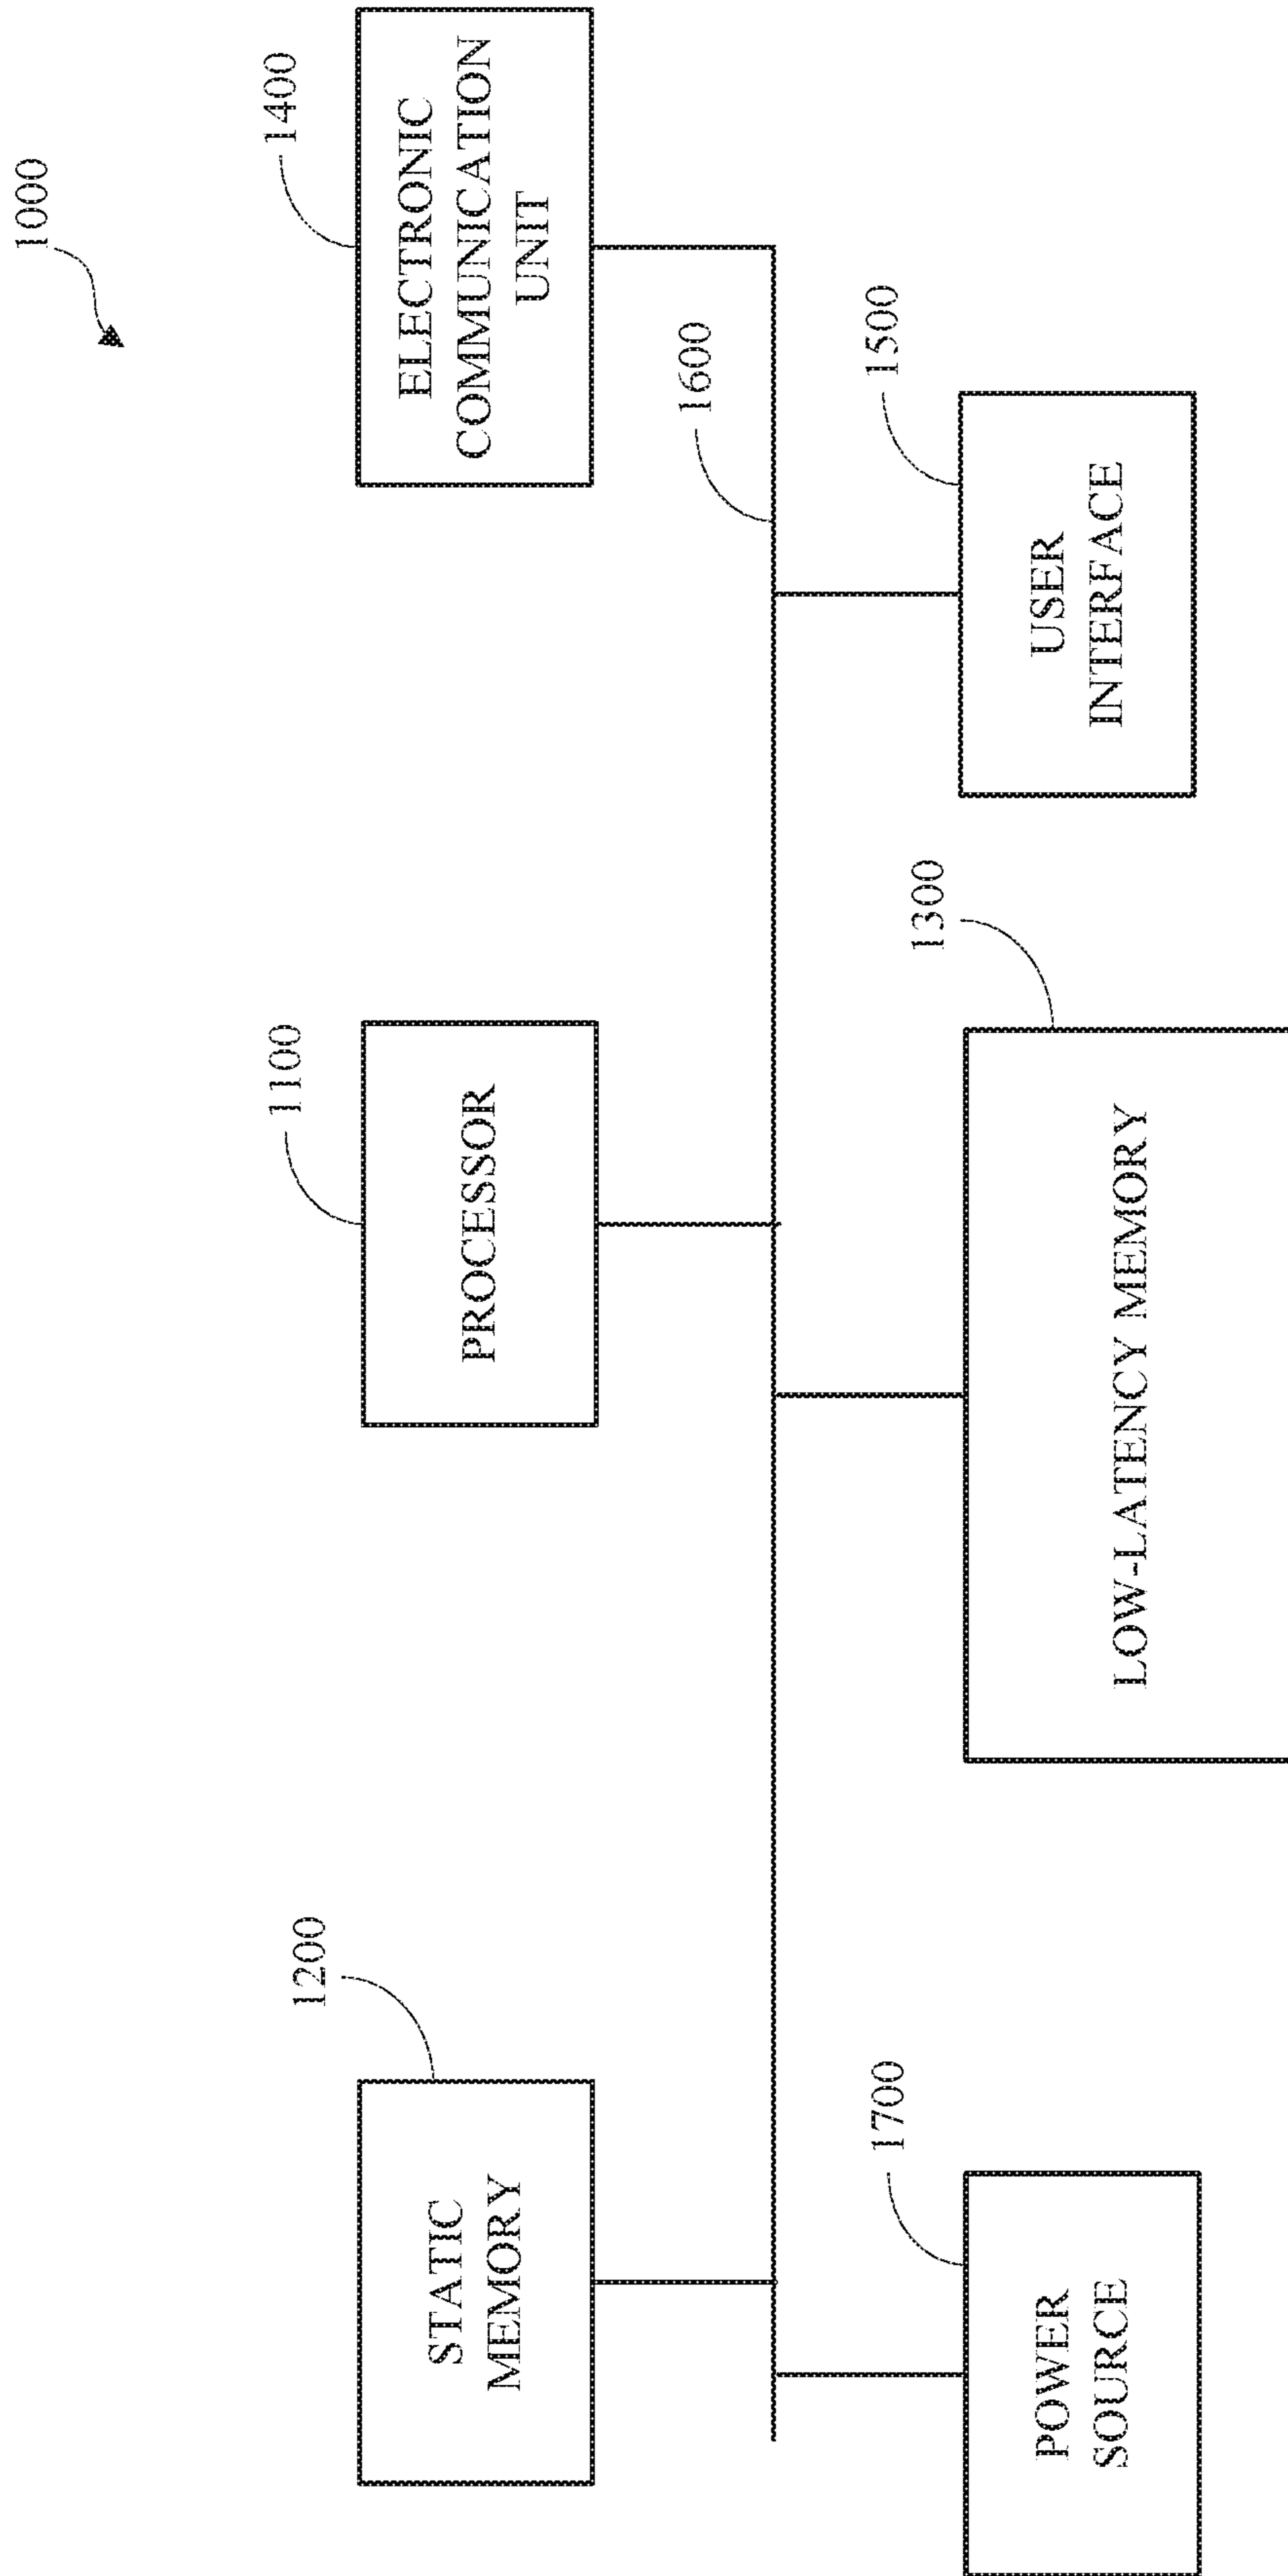 1000
1200
1100
1400
STATIC
MEMORY
PROCESSOR
ELECTRONIC
COMMUNICATION
UNIT
1600
1700
1300
1500
POWER
SOURCE
LOW-LATENCY MEMORY
USER
INTERFACE